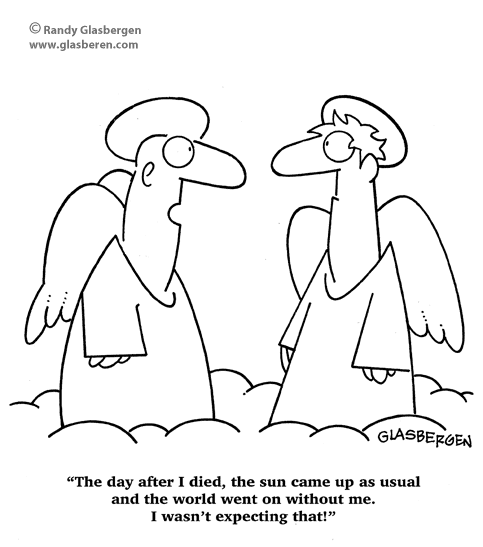 © Randy Glasbergen
www.glasberen.com
GLASBERGEN
“The day after I died, the sun came up as usual
and the world went on without me.
I wasn’t expecting that!”